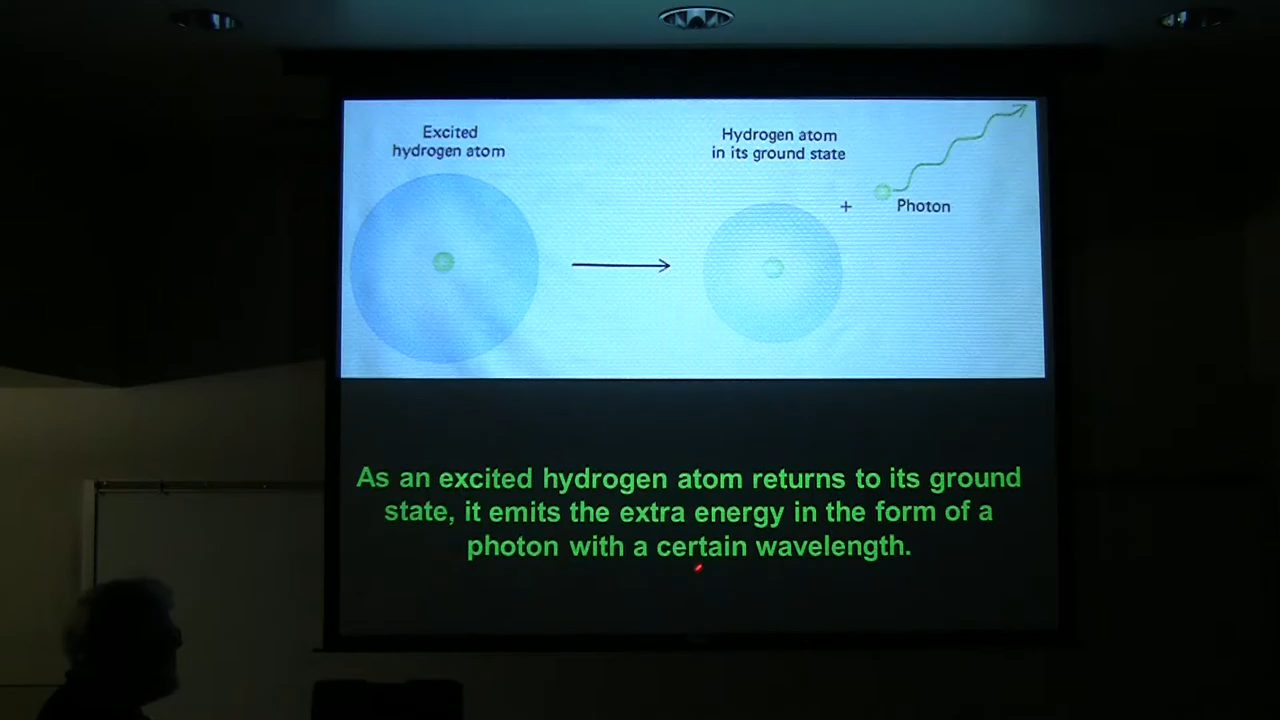 Excited
hydrogen atom
Hydrogen atom
in its ground state
+
Photon
As an excited hydrogen atom returns to its ground
state, it emits the extra energy in the form of a
photon with a certain wavelength.